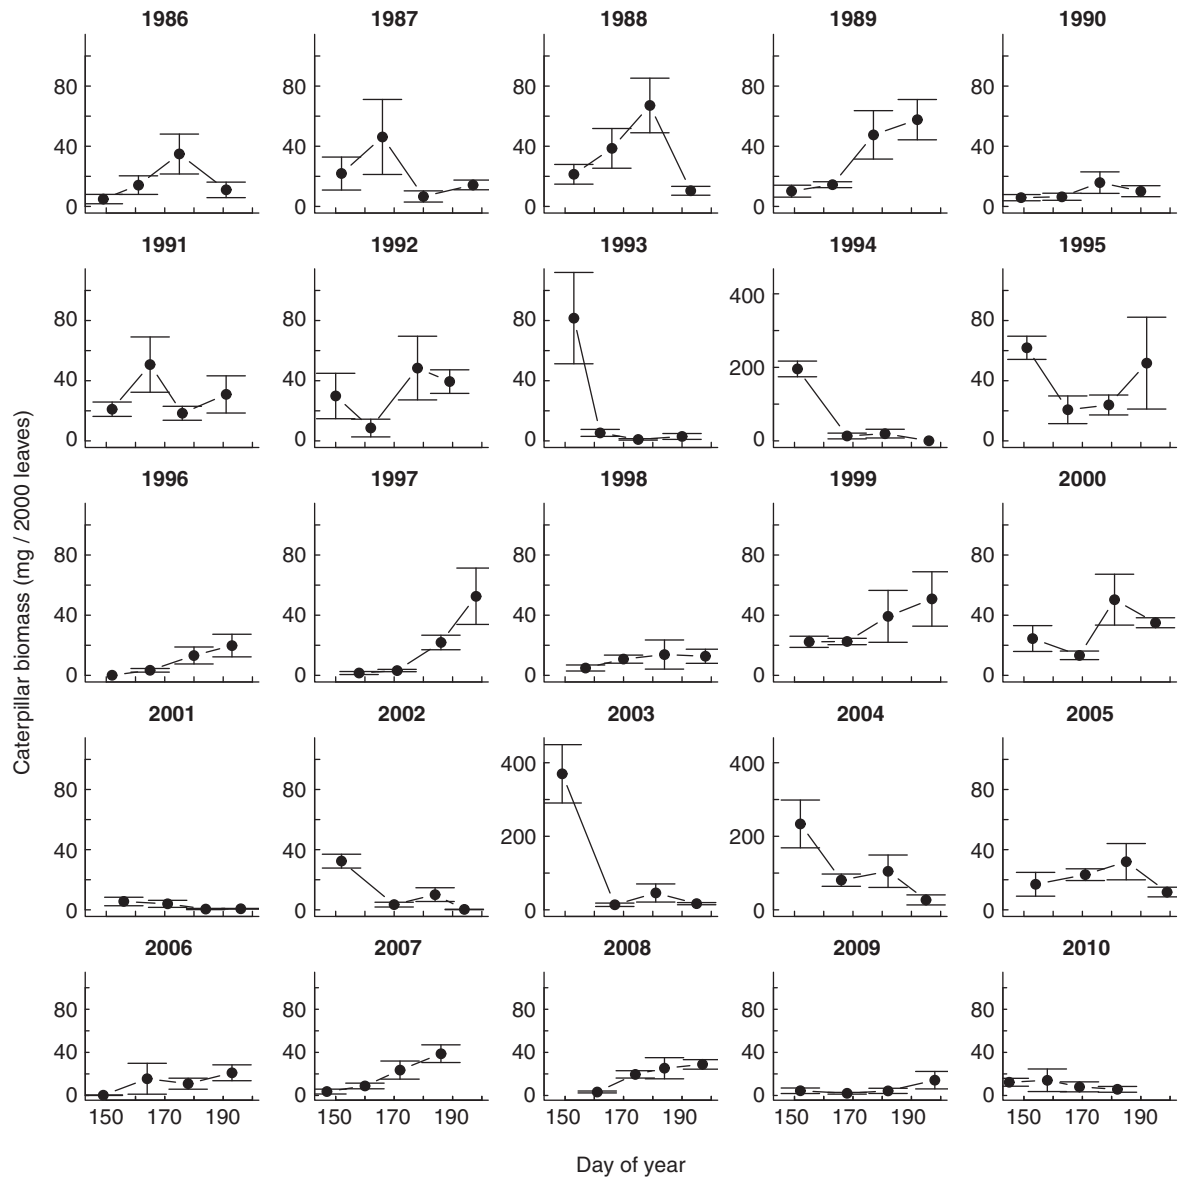 1986 1987 1988 1989 1990
80 80 80 80 80
40 40 40 40 40
0 0 0 0 0
1991 1992 1993 1994 1995
80 80 80 400 80
40 40 40 200 40
0 0 0 0 0
1996 1997 1998 1999 2000
80 80 80 80 80
40 40 40 40 40
0 0 0 0 0
2001 2002 2003 2004 2005
80 80 400 400 80
40 40 200 200 40
0 0 0 0 0
2006 2007 2008 2009 2010
80 80 80 80 80
40 40 40 40 40
0 0 0 0 0
150 170 190 150 170 190 150 170 190 150 170 190 150 170 190
Caterpillar biomass (mg / 2000 leaves)
Day of year